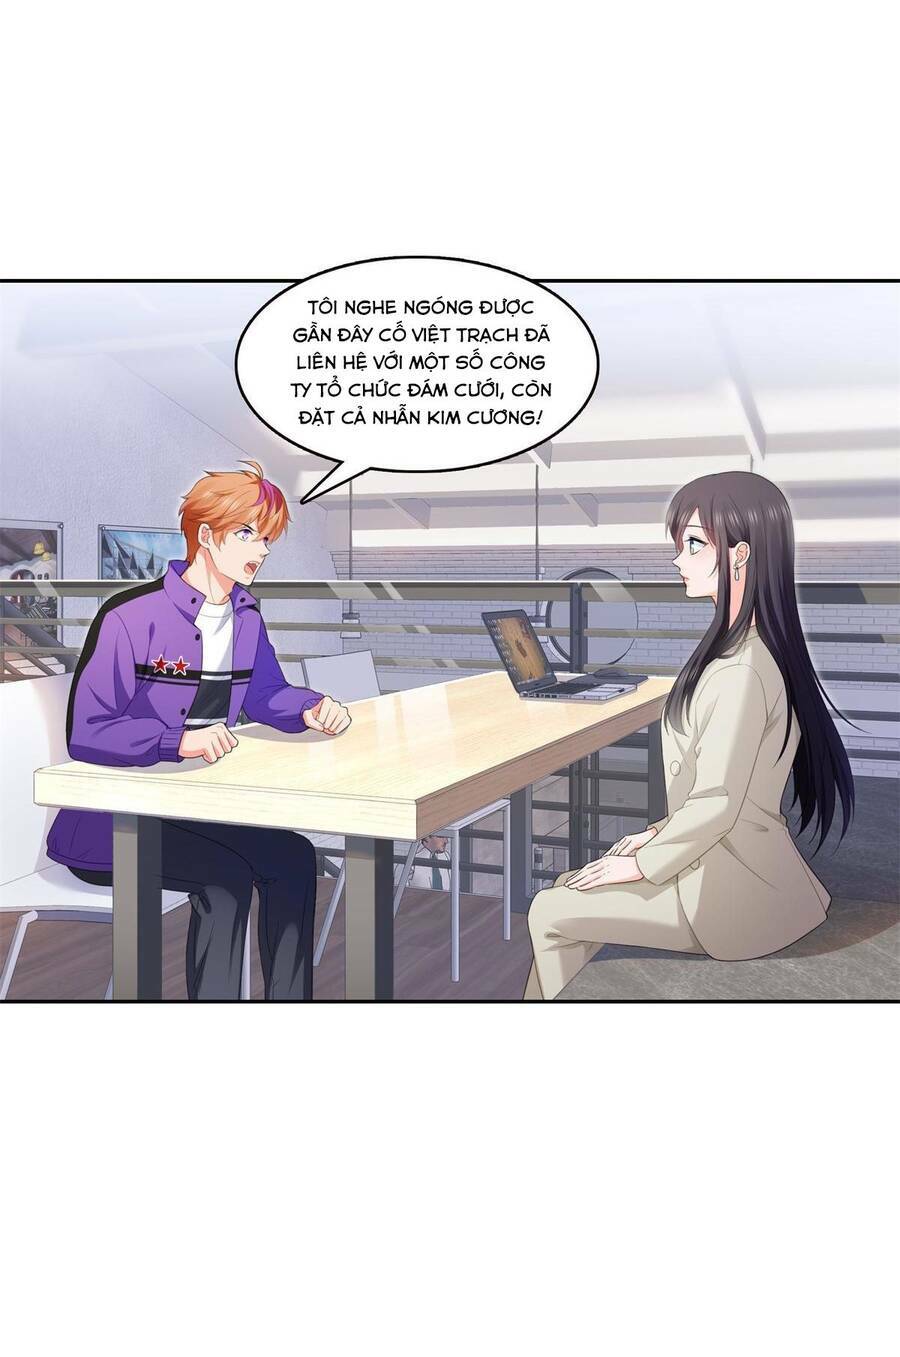 TÔI NGHE NGÓNG ĐƯỢC
GẦN ĐÂY CỐ VIỆT TRẠCH ĐÃ
LIÊN HỆ VỚI MỘT SỐ CÔNG
TY TỔ CHỨC ĐÁM CƯỚI, CÒN
ĐẶT CẢ NHẪN KIM CƯƠNG!